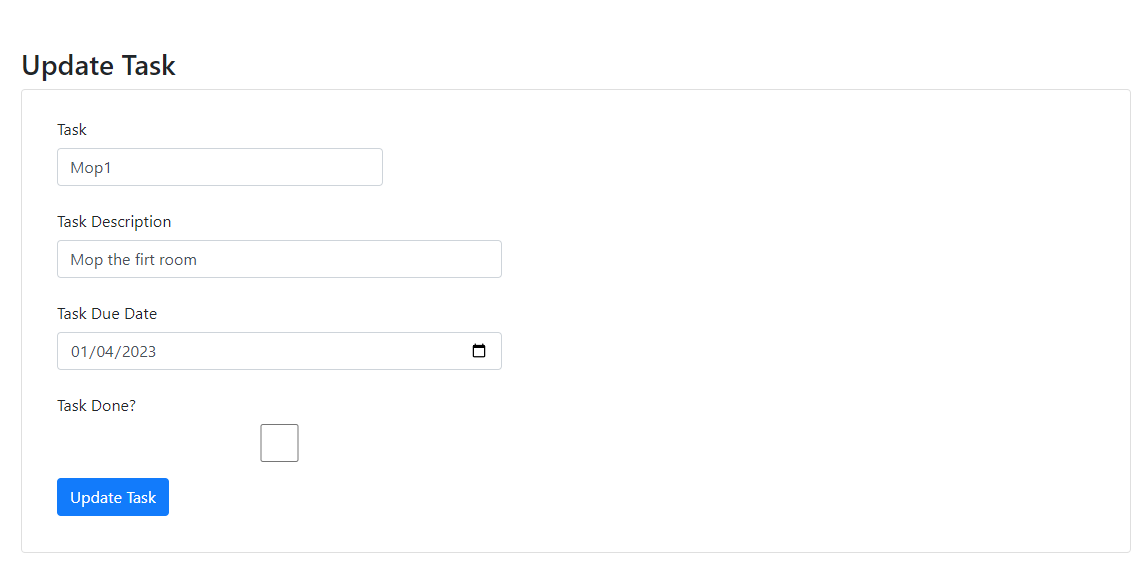 Update Task
Task
Mop1
Task Description
Mop the firt room
Task Due Date
01/04/2023
Task Done?
Update Task